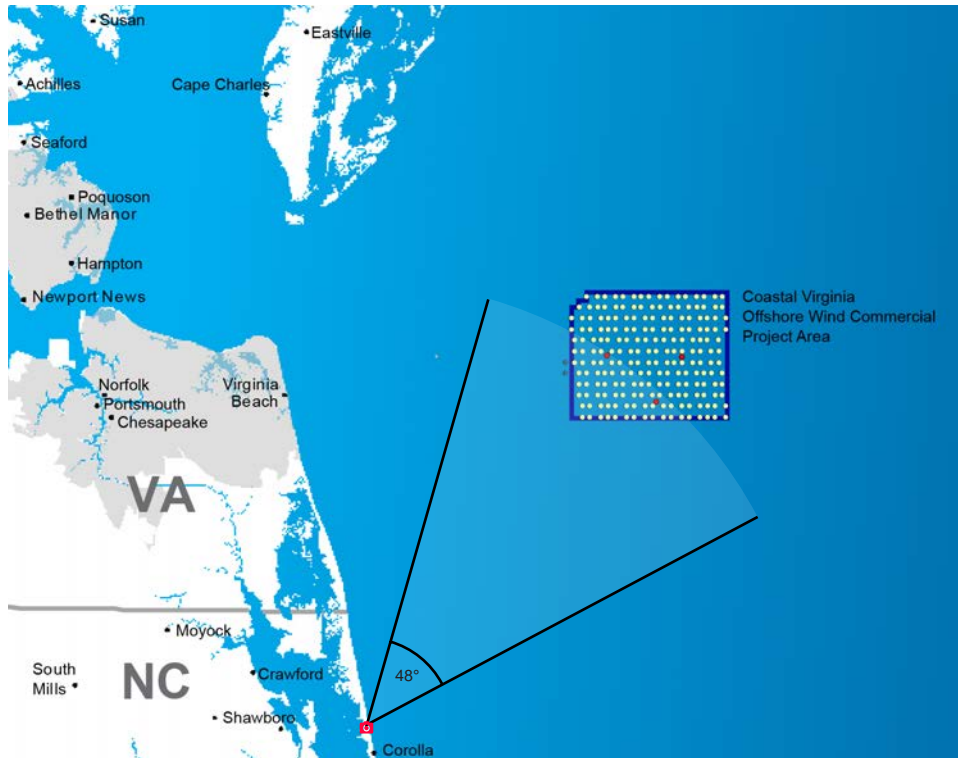 Susan
Eastville
Achilles
Cape Charles
Seaford
Poquoson
Bethel Manor
Hampton
Newport News
Coastal Virginia
Offshore Wind Commercial
Project Area
Norfolk
Virginia
Beach
Portsmouth
Chesapeake
VA
Moyock
NC
South
Mills
Crawford
48°
Shawboro
Corolla